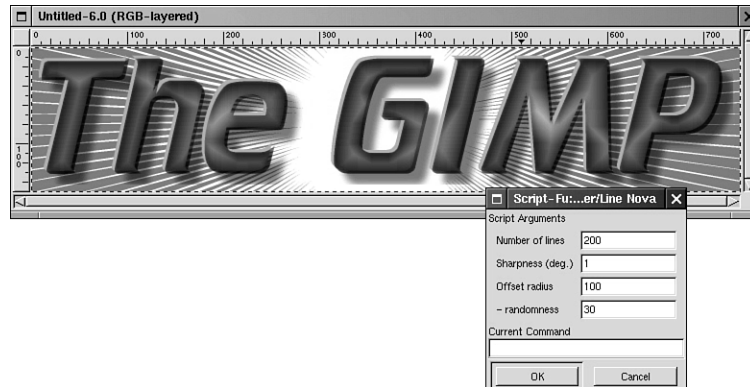 Untitled-6.0 (RGB-layered)
0 100 200 300 400 500 600 700
0
100
The GIMP
Script-Fu:...er/Line Nova
Script Arguments
Number of lines 200
Sharpness (deg.) 1
Offset radius 100
- randomness 30
Current Command
OK Cancel